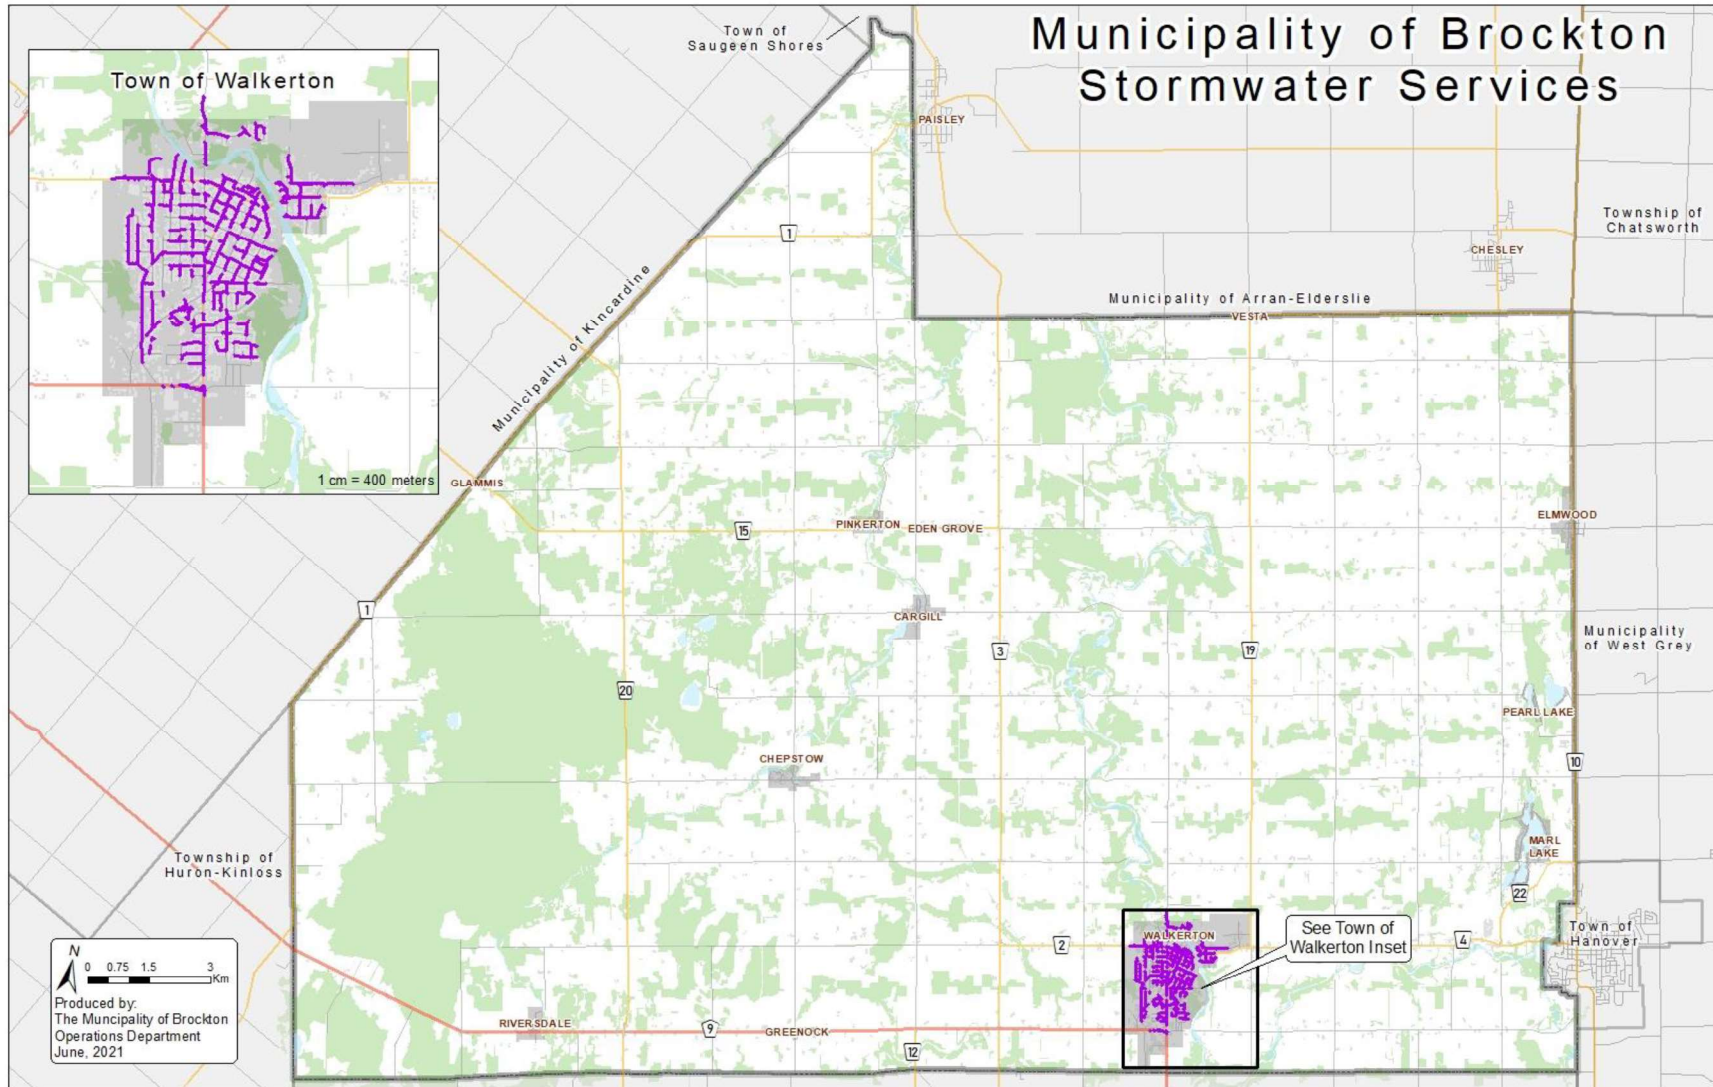 Municipality of Brockton
Stormwater Services
Town of
Saugeen Shores
Town of Walkerton
1 cm = 400 meters
PAISLEY
Township of
Chatsworth
CHESLEY
1
Municipality of Kincardine
Municipality of Arran-Elderslie
VESTA
GLAMMIS
15
PINKERTON
EDEN GROVE
ELMWOOD
1
CARGILL
3
19
Municipality
of West Grey
20
PEARL LAKE
CHEPSTOW
10
Township of
Huron-Kinloss
MARL
LAKE
22
2
WALKERTON
See Town of
Walkerton Inset
4
Town of
Hanover
RIVERSDALE
9
GREENOCK
12
N
0 0.75 1.5 3
Km
Produced by:
The Muncipality of Brockton
Operations Department
June, 2021